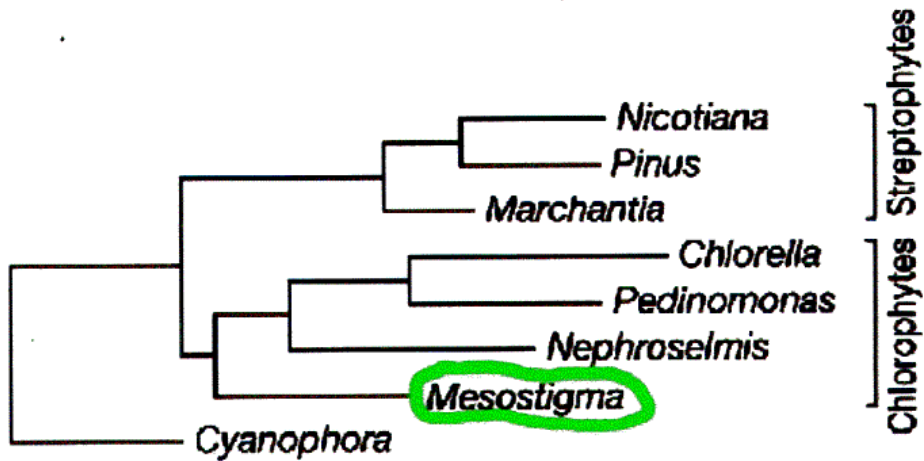 Nicotiana
Pinus
Marchantia
Streptophytes
Chlorella
Pedinomonas
Nephroselmis
Mesostigma
Chlorophytes
Cyanophora